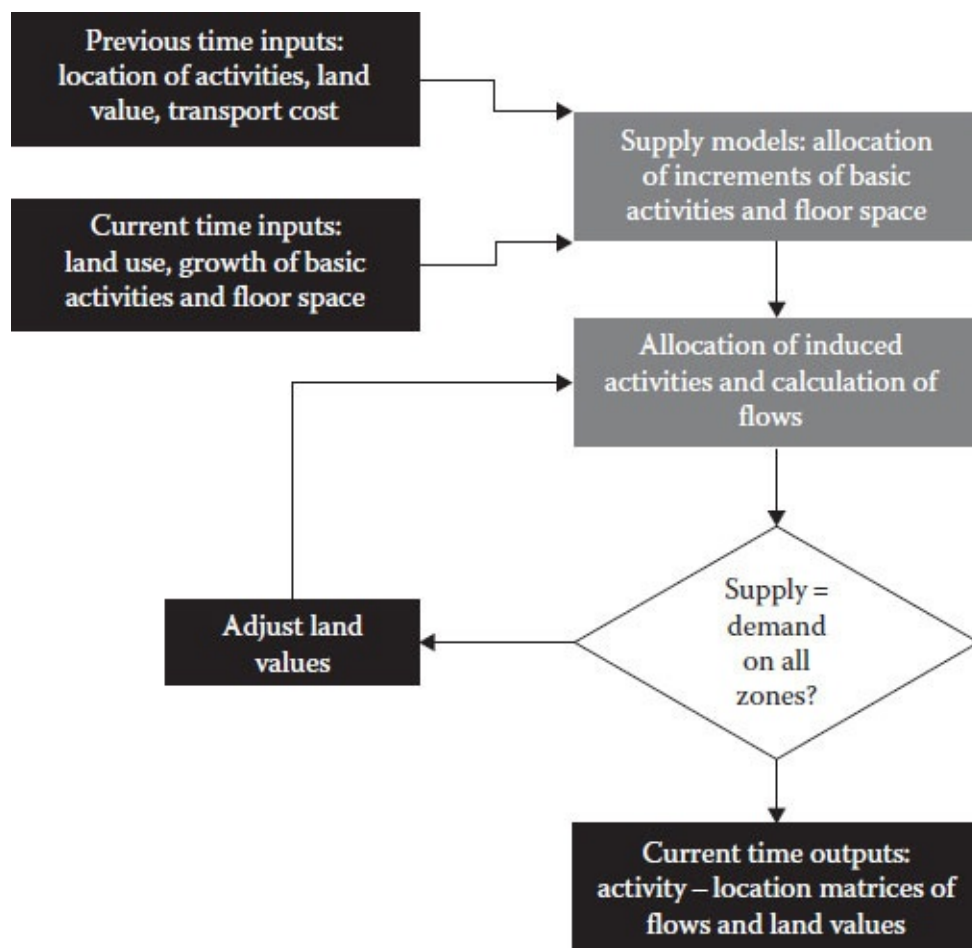 Previous time inputs:
location of activities, land
value, transport cost
Supply models: allocation
of increments of basic
activities and floor space
Current time inputs:
land use, growth of basic
activities and floor space
Allocation of induced
activities and calculation of
flows
Supply =
demand
on all
zones?
Adjust land
values
Current time outputs:
activity – location matrices of
flows and land values